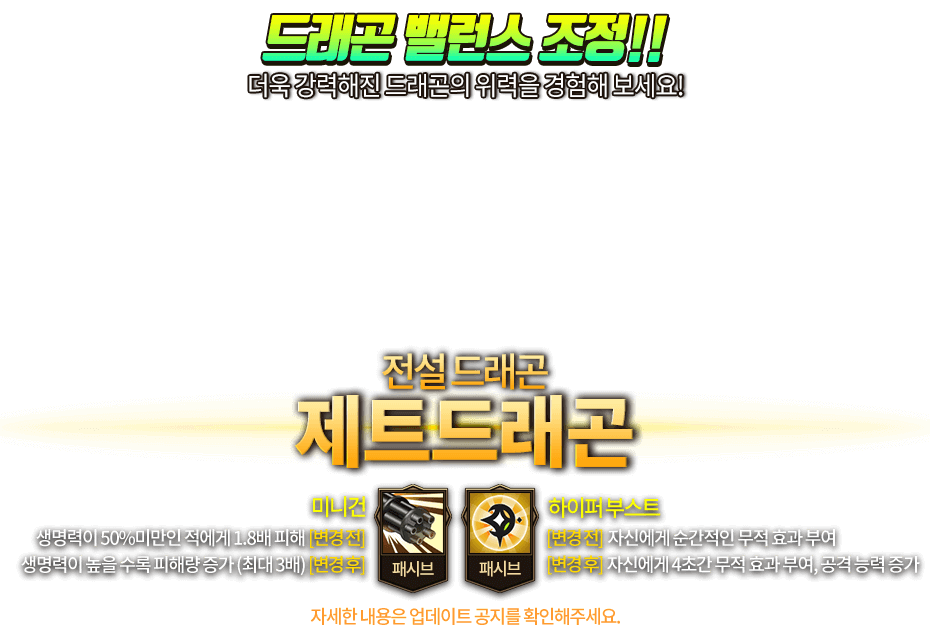 드래곤 밸런스 조정!!
더욱 강력해진 드래곤의 위력을 경험해 보세요!
전설 드래곤
제트드래곤
미니건
생명력이 50%미만인 적에게 1.8배 피해 [변경 전]
생명력이 높을 수록 피해량 증가 (최대 3배) [변경 후]
패시브
패시브
하이퍼 부스트
[변경 전] 자신에게 순간적인 무적 효과 부여
[변경 후] 자신에게 4초간 무적 효과 부여, 공격 능력 증가
자세한 내용은 업데이트 공지를 확인해주세요.